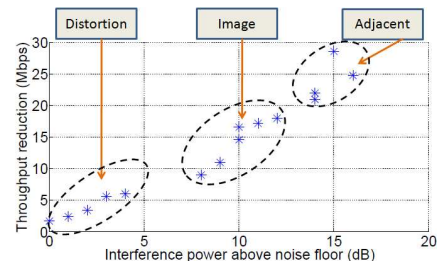 Distortion
Image
Adjacent
Throughput reduction (Mbps)
30
25
20
15
10
5
0
0 5 10 15 20
Interference power above noise floor (dB)